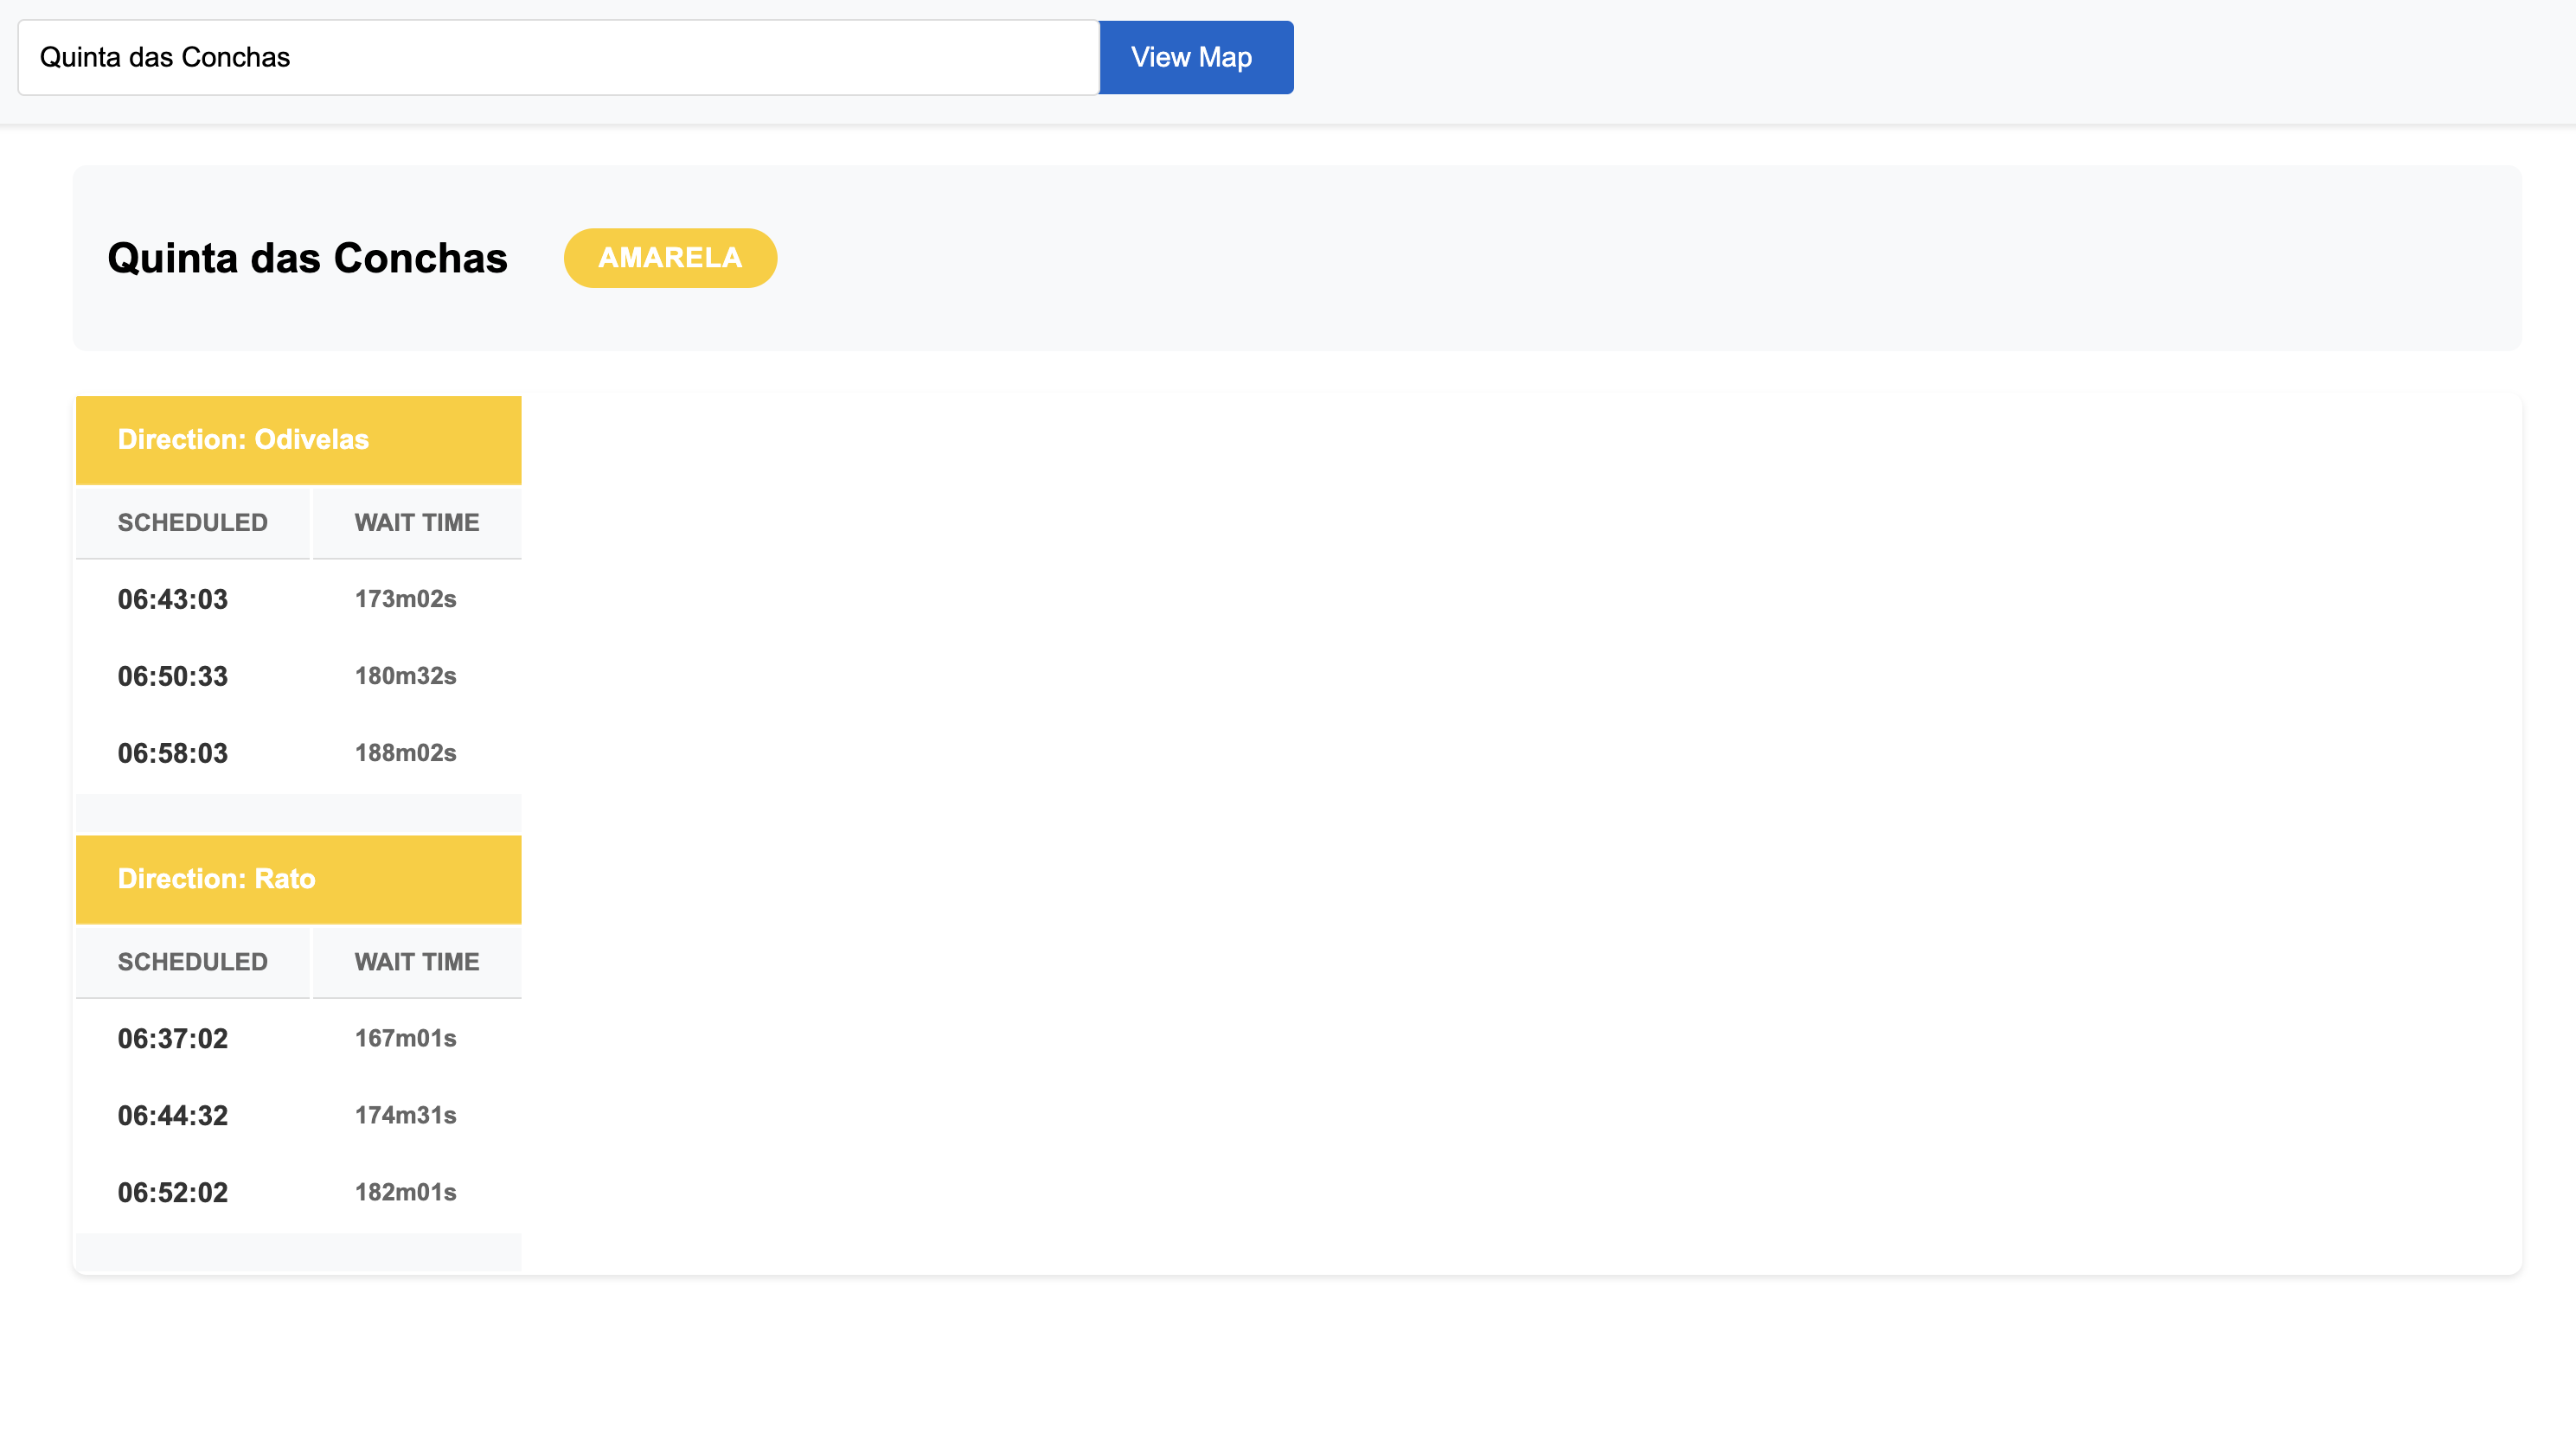 Quinta das Conchas
View Map
Quinta das Conchas
AMARELA
Direction: Odivelas
SCHEDULED WAIT TIME
06:43:03 173m02s
06:50:33 180m32s
06:58:03 188m02s
Direction: Rato
SCHEDULED WAIT TIME
06:37:02 167m01s
06:44:32 174m31s
06:52:02 182m01s